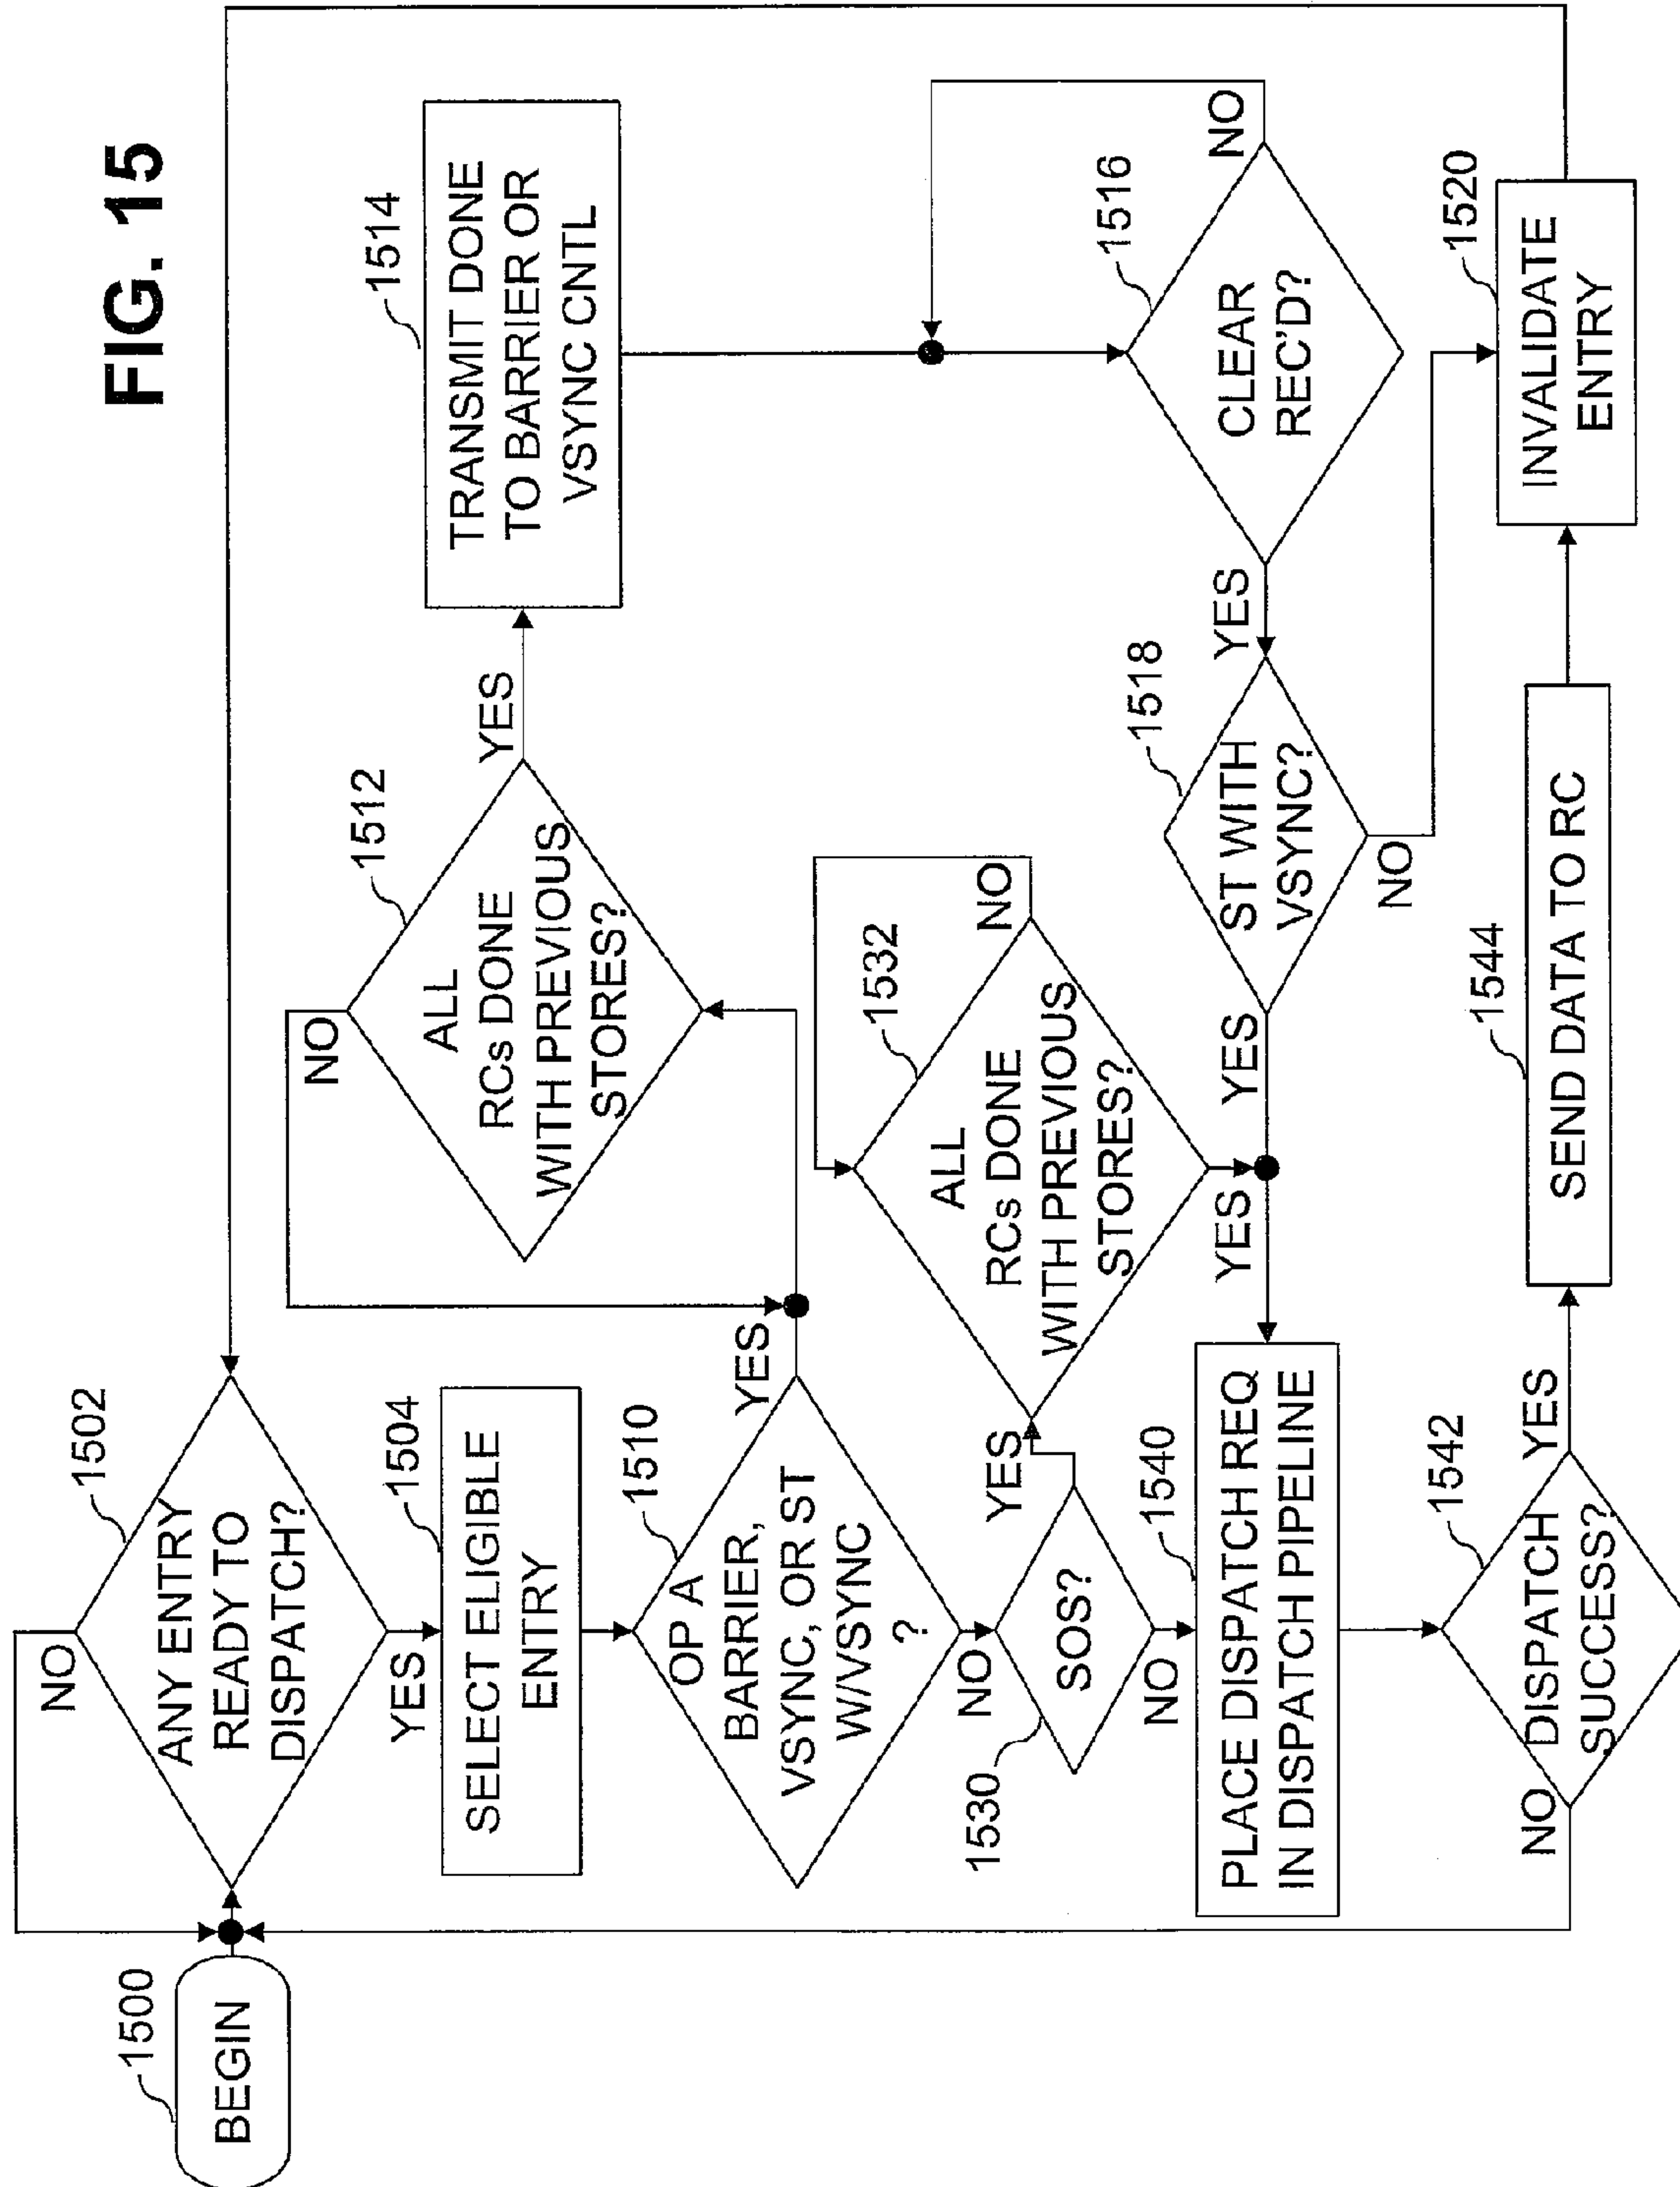 FIG. 15
1500
BEGIN
1502
ANY ENTRY
READY TO
DISPATCH?
NO
YES
1504
SELECT ELIGIBLE
ENTRY
1510
OP A
BARRIER,
VSYNC, OR ST
W/VSYNC
?
YES
NO
1512
ALL
RCs DONE
WITH PREVIOUS
STORES?
NO
YES
1514
TRANSMIT DONE
TO BARRIER OR
VSYNC CNTL
1516
CLEAR
REC'D?
NO
YES
1518
ST WITH
VSYNC?
YES
NO
1520
INVALIDATE
ENTRY
1530
SOS?
YES
NO
1532
ALL
RCs DONE
WITH PREVIOUS
STORES?
NO
YES
1540
PLACE DISPATCH REQ
IN DISPATCH PIPELINE
1542
DISPATCH
SUCCESS?
NO
YES
1544
SEND DATA TO RC